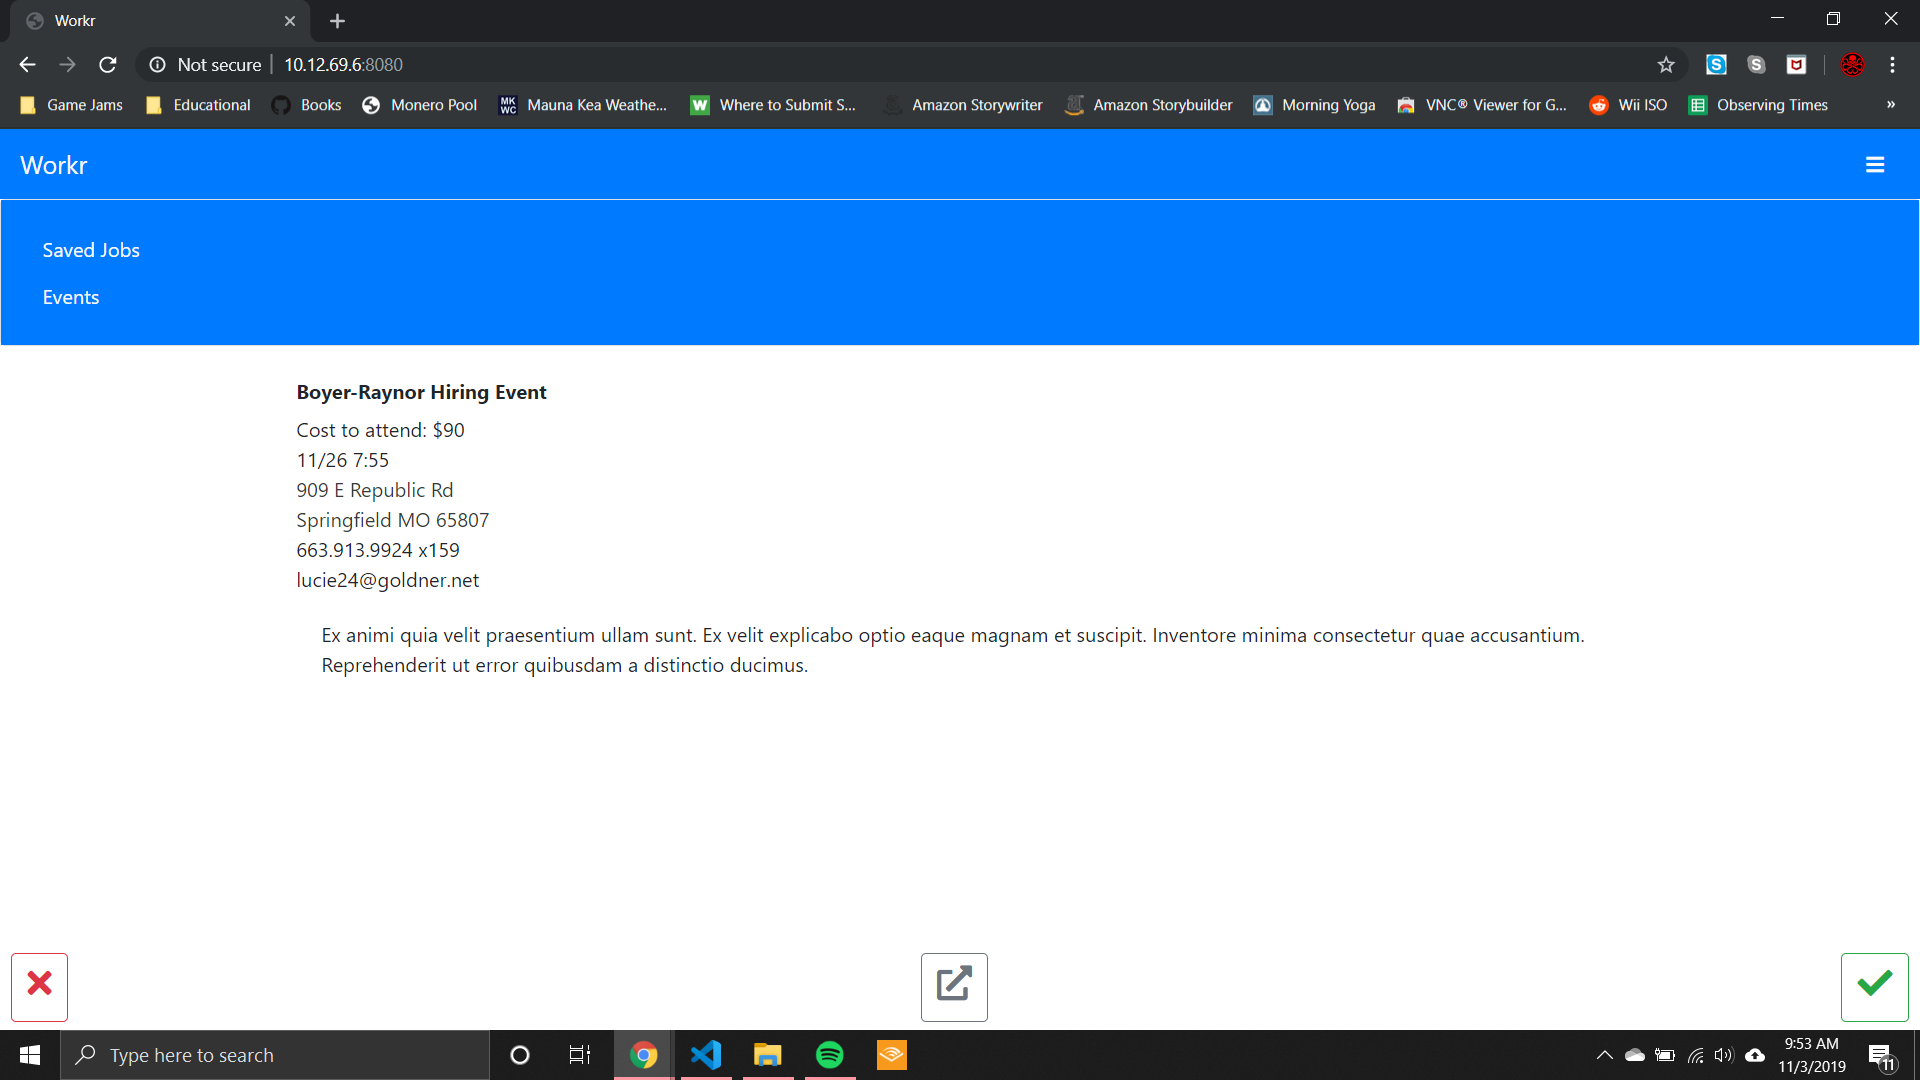 Workr
Not secure
10.12.69.6:8080
Game Jams
Educational
Books
Monero Pool
MK WC
Mauna Kea Weathe...
W
Where to Submit S...
Amazon Storywriter
Amazon Storybuilder
Morning Yoga
VNC® Viewer for G...
Wii ISO
Observing Times
»
Workr
Saved Jobs
Events
Boyer-Raynor Hiring Event
Cost to attend: $90
11/26 7:55
909 E Republic Rd
Springfield MO 65807
663.913.9924 x159
lucie24@goldner.net
Ex animi quia velit praesentium ullam sunt. Ex velit explicabo optio eaque magnam et suscipit. Inventore minima consectetur quae accusantium.
Reprehenderit ut error quibusdam a distinctio ducimus.
Type here to search
9:53 AM
11/3/2019
11